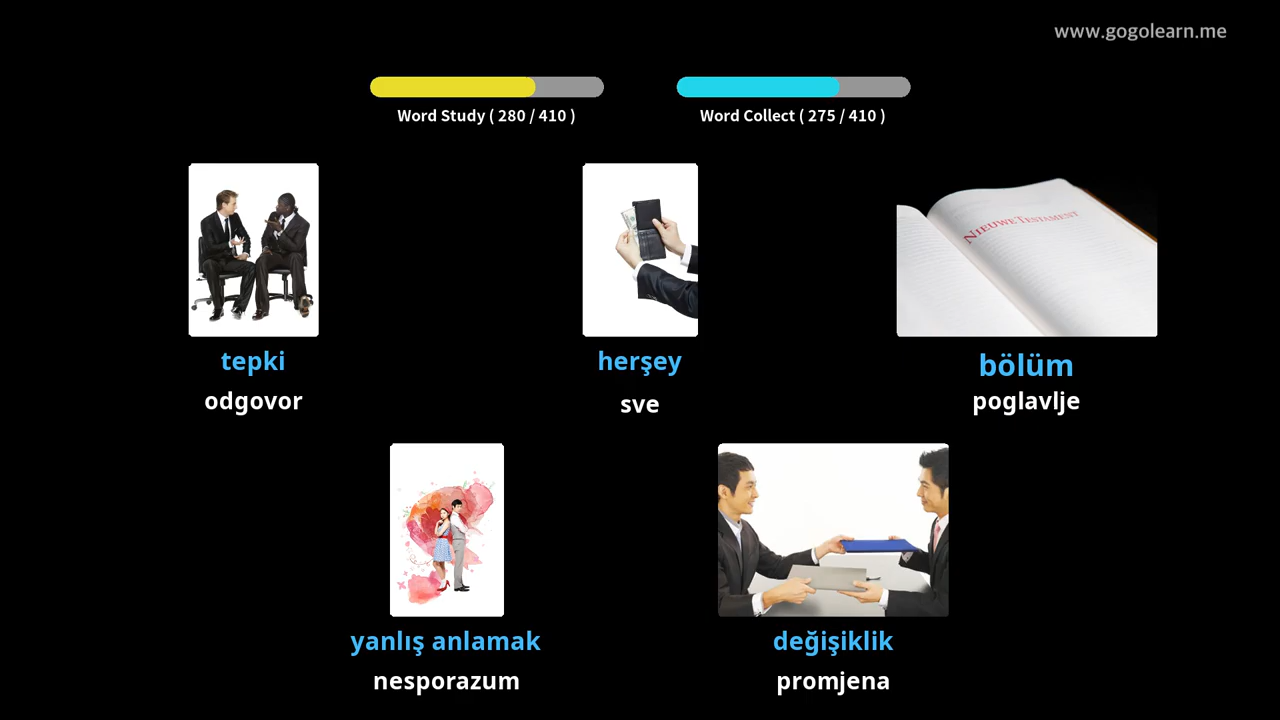 www.gogolearn.me
Word Study ( 280 / 410 )
Word Collect ( 275 / 410 )
NIEUWE TESTAMENT
tepki
odgovor
herşey
sve
bölüm
poglavlje
yanlış anlamak
nesporazum
değişiklik
promjena